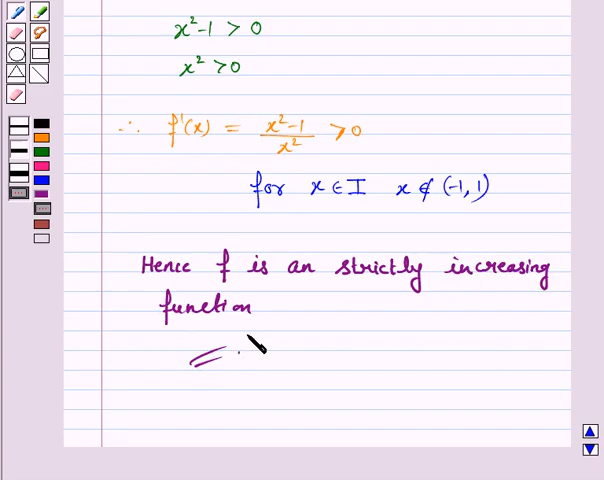 x²-1 > 0
x² > 0
∴ f'(x) = x²-1/x² > 0
for x ∈ I x ∉ (-1, 1)
Hence f is an strictly increasing
function